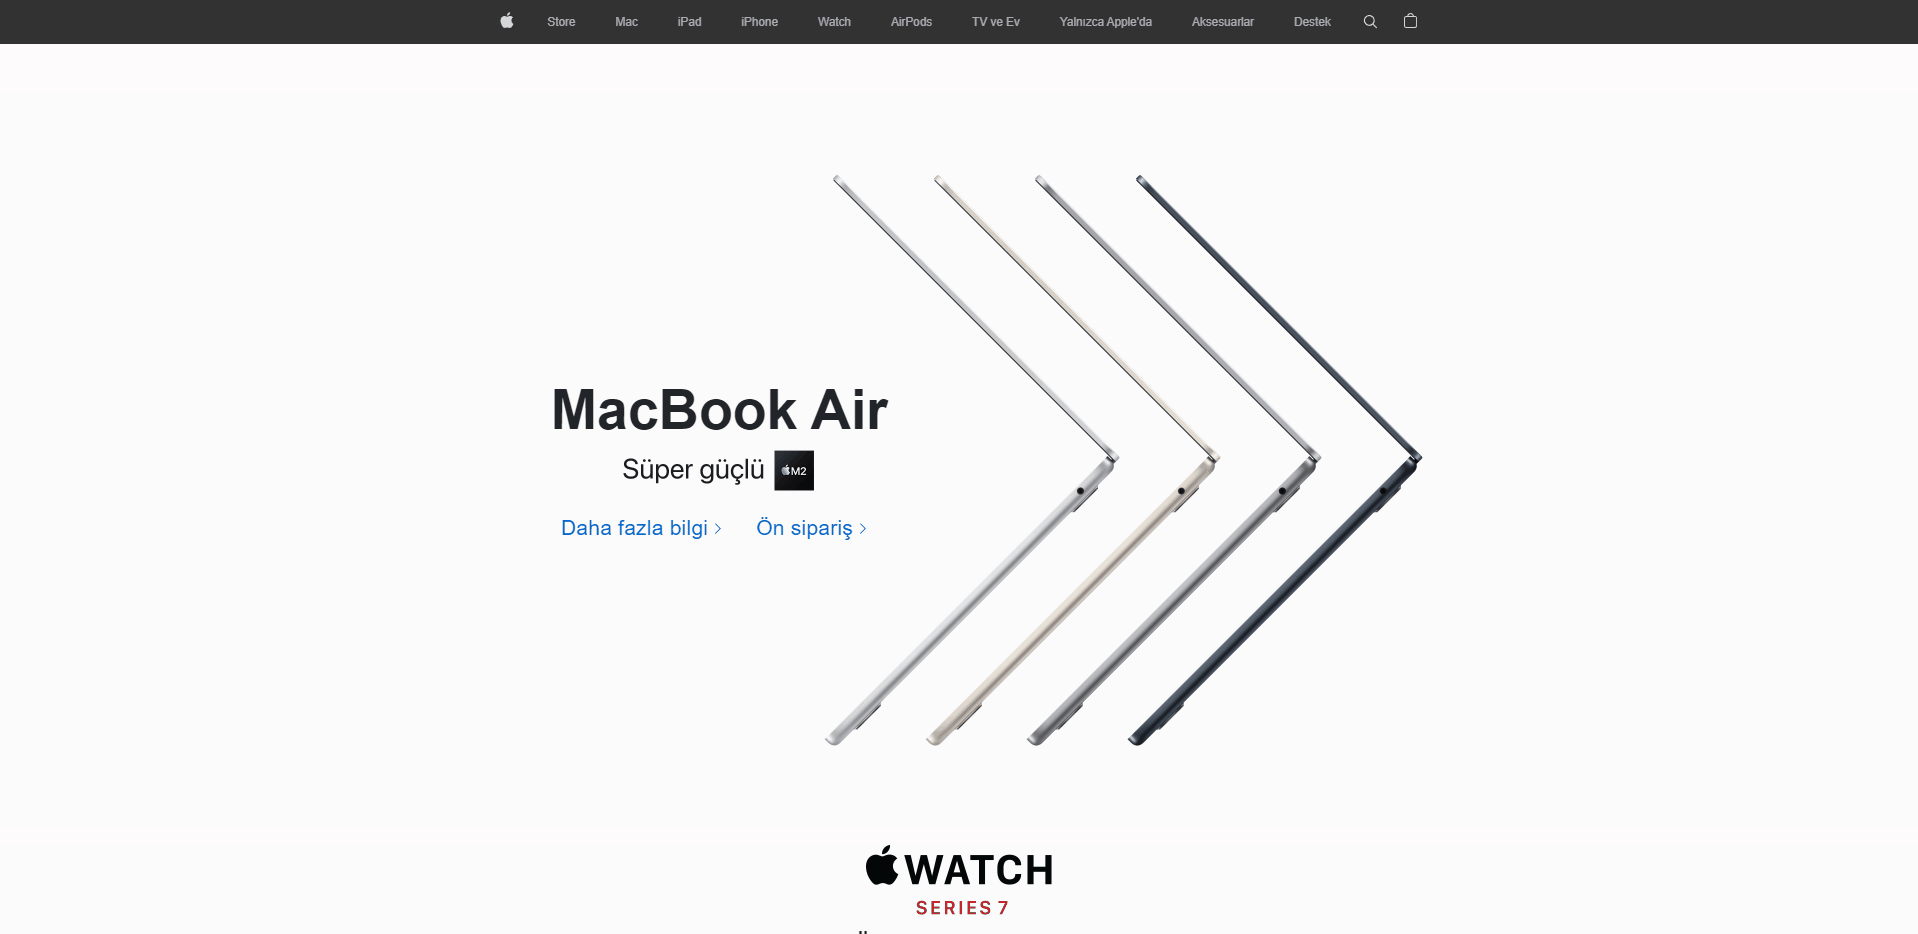 Store Mac iPad iPhone Watch AirPods TV ve Ev Yalnızca Apple'da Aksesuarlar Destek
MacBook Air
Süper güçlü M2
Daha fazla bilgi Ön sipariş
WATCH
SERIES 7